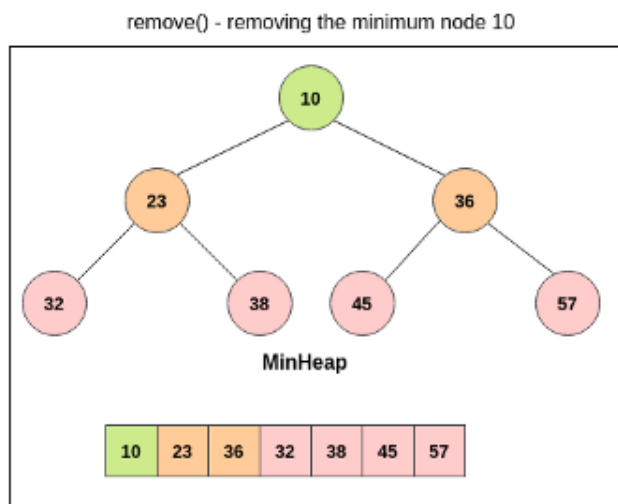 remove() - removing the minimum node 10
10
23 36
32 38 45 57
MinHeap
10 23 36 32 38 45 57